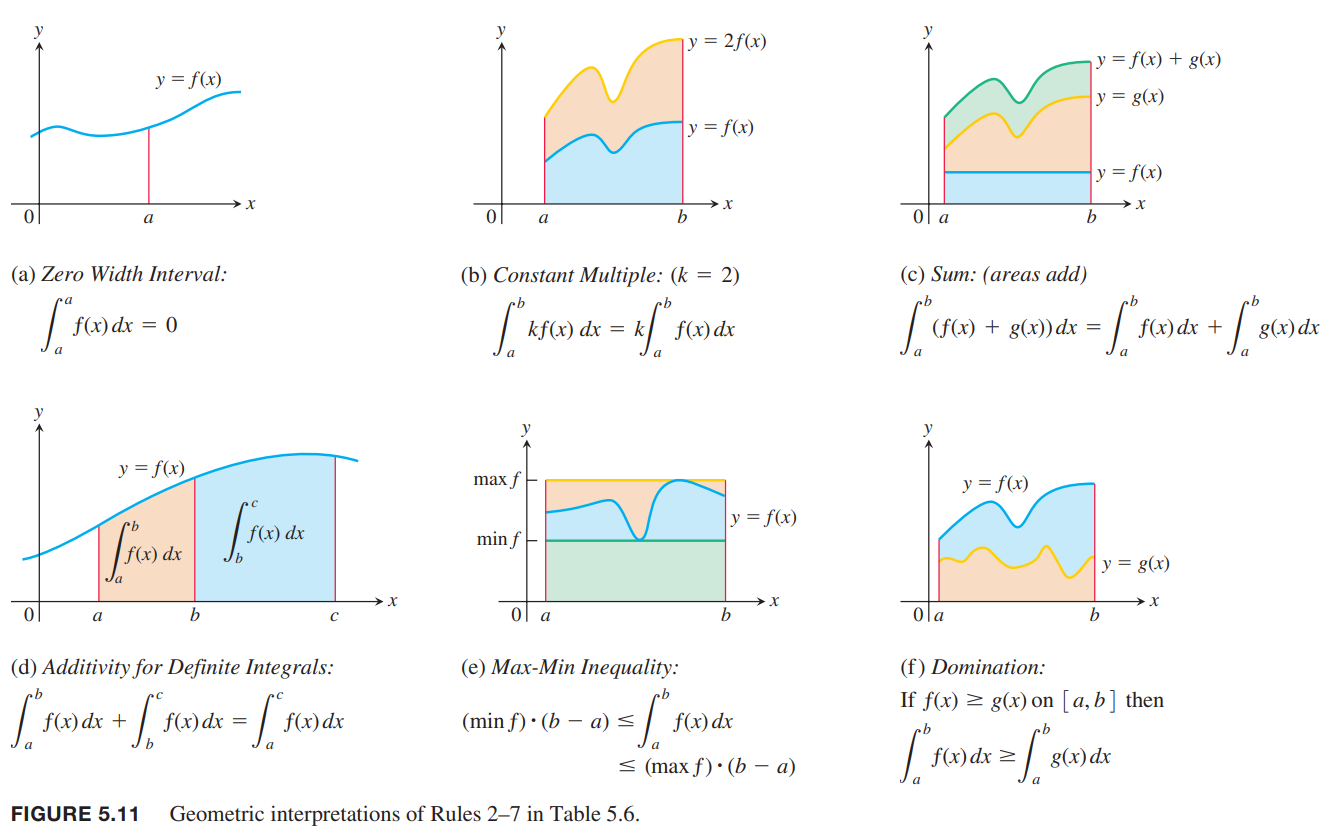 y
y = f(x)
0
a
x
(a) Zero Width Interval:
∫_a^a f(x) dx = 0
y
y = 2f(x)
y = f(x)
0
a
b
x
(b) Constant Multiple: (k = 2)
∫_a^b kf(x) dx = k∫_a^b f(x) dx
y
y = f(x) + g(x)
y = g(x)
y = f(x)
0
a
b
x
(c) Sum: (areas add)
∫_a^b (f(x) + g(x)) dx = ∫_a^b f(x) dx + ∫_a^b g(x) dx
y
y = f(x)
∫_a^b f(x) dx
∫_b^c f(x) dx
0
a
b
c
x
(d) Additivity for Definite Integrals:
∫_a^b f(x) dx + ∫_b^c f(x) dx = ∫_a^c f(x) dx
y
max f
min f
y = f(x)
0
a
b
x
(e) Max-Min Inequality:
(min f) · (b − a) ≤ ∫_a^b f(x) dx
≤ (max f) · (b − a)
y
y = f(x)
y = g(x)
0
a
b
x
(f) Domination:
If f(x) ≥ g(x) on [a, b] then
∫_a^b f(x) dx ≥ ∫_a^b g(x) dx
FIGURE 5.11 Geometric interpretations of Rules 2–7 in Table 5.6.